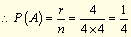 ∴ P(A) = r/n = 4/(4×4) = 1/4